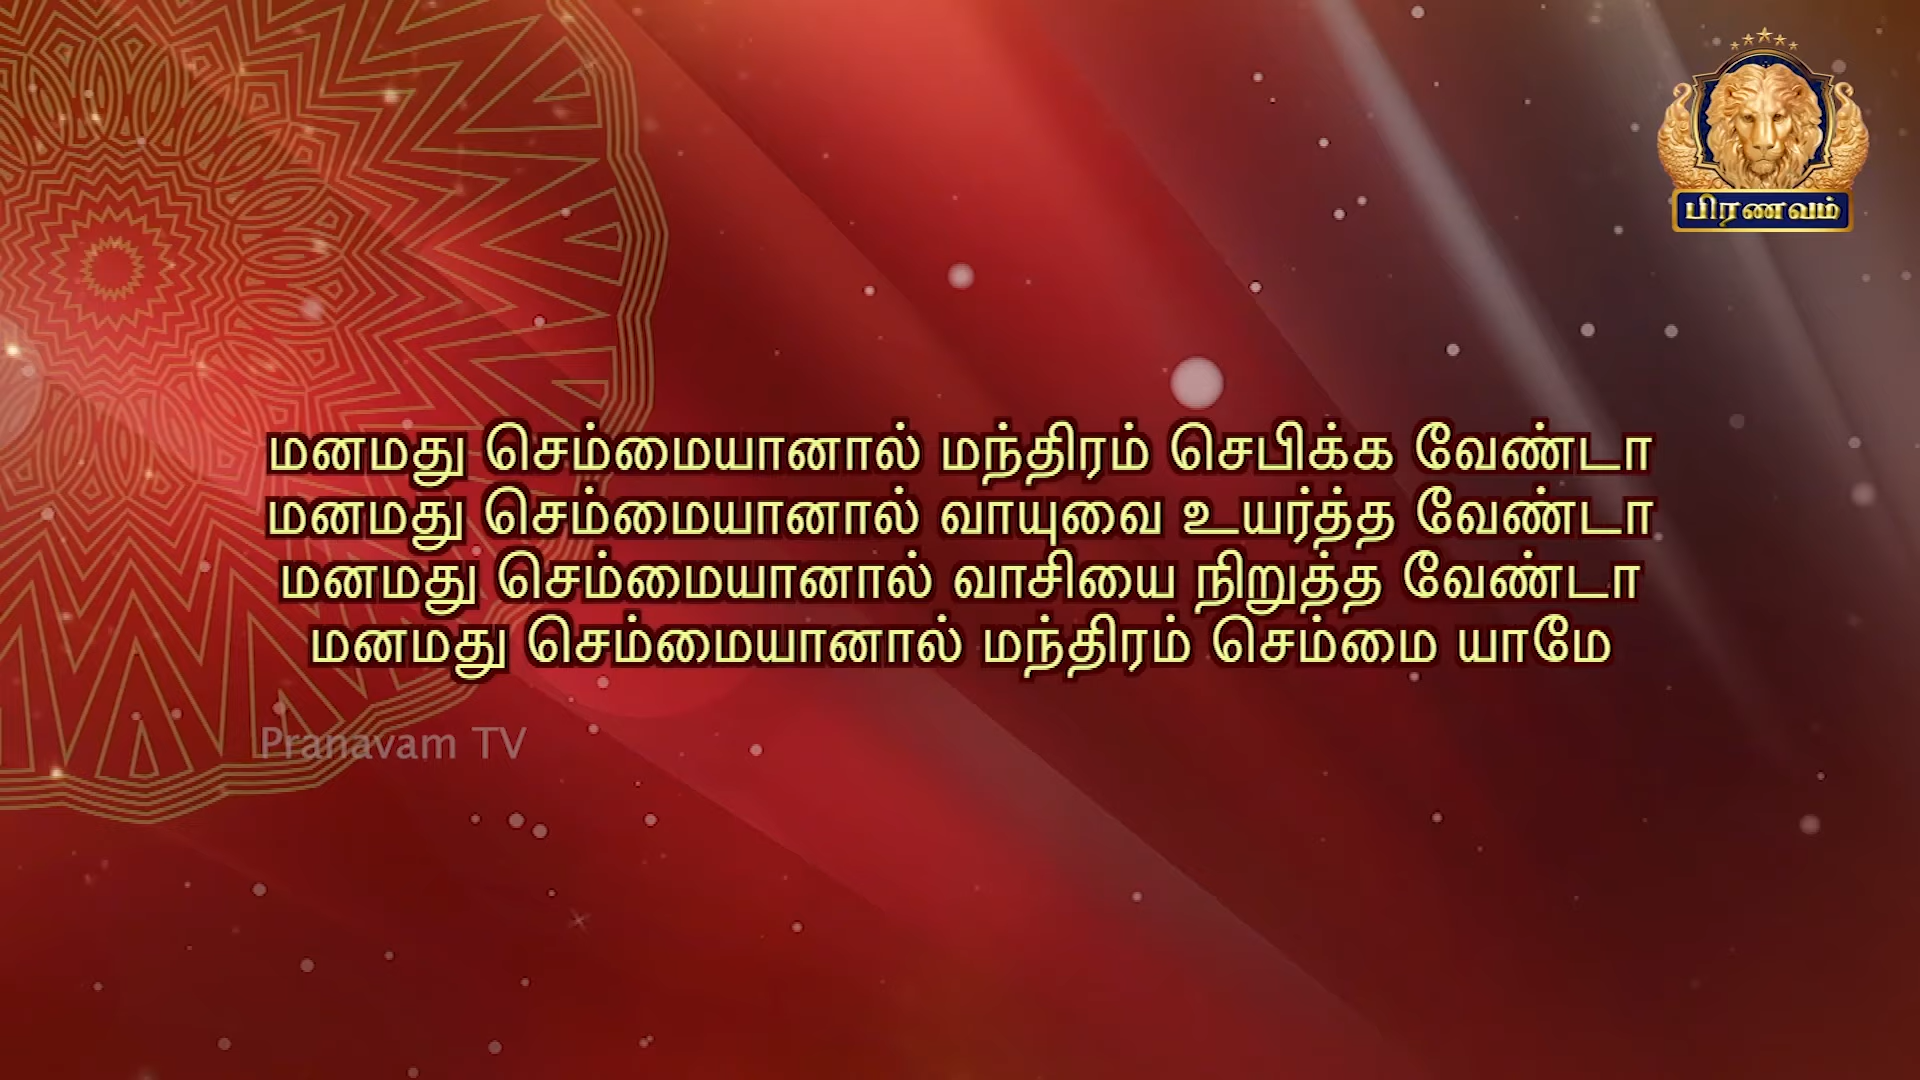 பிரணவம்
மனமது செம்மையானால் மந்திரம் செபிக்க வேண்டா
மனமது செம்மையானால் வாயுவை உயர்த்த வேண்டா
மனமது செம்மையானால் வாசியை நிறுத்த வேண்டா
மனமது செம்மையானால் மந்திரம் செம்மை யாமே
Pranavam TV